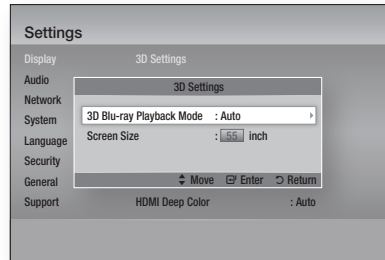 Settings
Display 3D Settings
Audio
Network
System
Language
Security
General
Support
3D Settings
3D Blu-ray Playback Mode : Auto
Screen Size : 55 inch
Move Enter Return
HDMI Deep Color : Auto